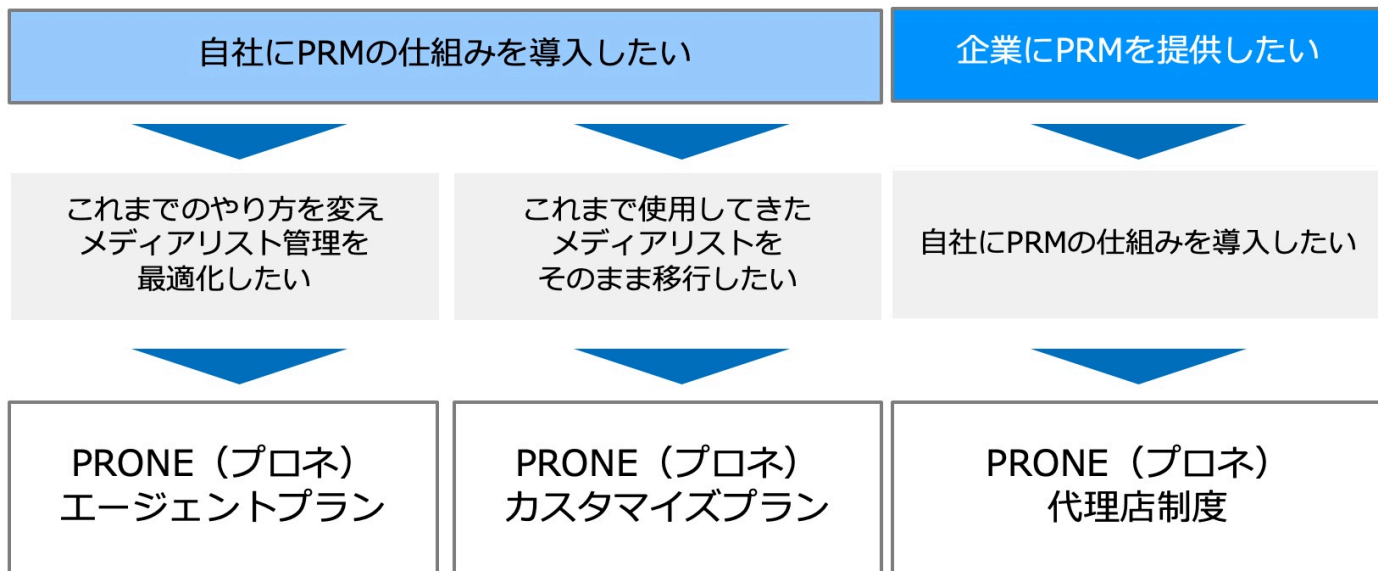 自社にPRMの仕組みを導入したい
企業にPRMを提供したい
これまでのやり方を変え
メディアリスト管理を
最適化したい
これまで使用してきた
メディアリストを
そのまま移行したい
自社にPRMの仕組みを導入したい
PRONE（プロネ）
エージェントプラン
PRONE（プロネ）
カスタマイズプラン
PRONE（プロネ）
代理店制度